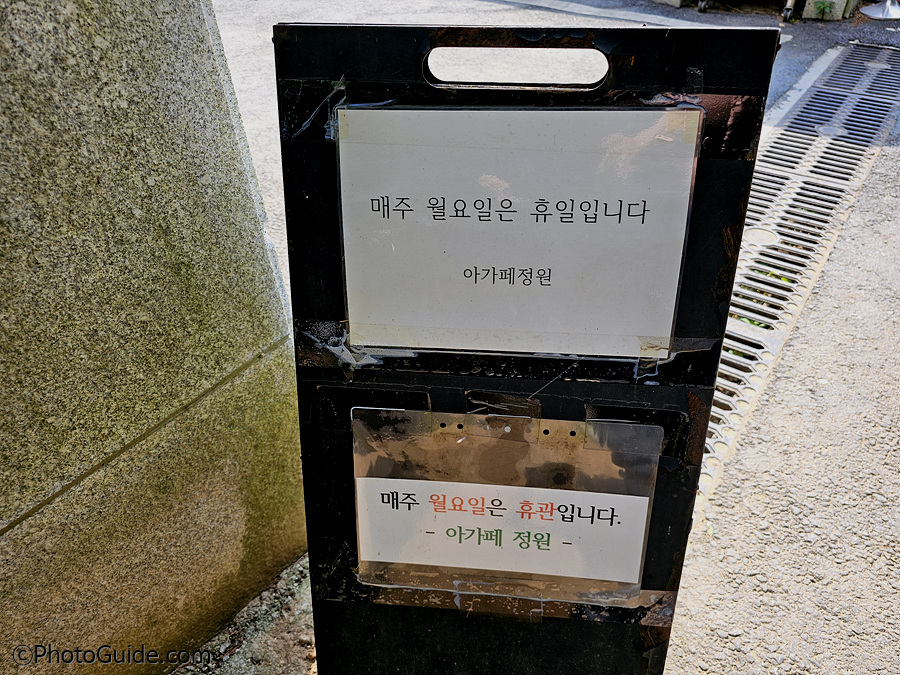 매주 월요일은 휴일입니다
아가페정원
매주 월요일은 휴관입니다.
- 아가페 정원 -
©PhotoGuide.com